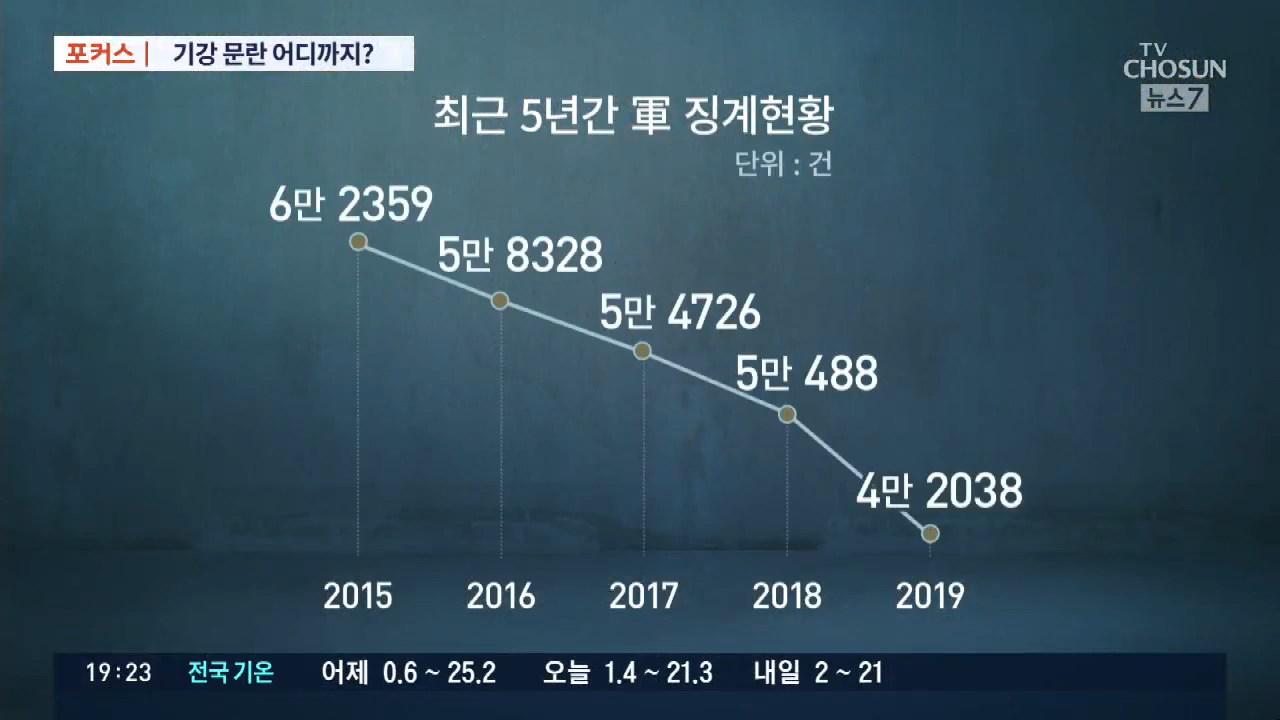 포커스 | 기강 문란 어디까지?
TV
CHOSUN
뉴스7
최근 5년간 軍 징계현황
단위 : 건
6만 2359
5만 8328
5만 4726
5만 488
4만 2038
2015 2016 2017 2018 2019
19:23 전국 기온 어제 0.6 ~ 25.2 오늘 1.4 ~ 21.3 내일 2 ~ 21